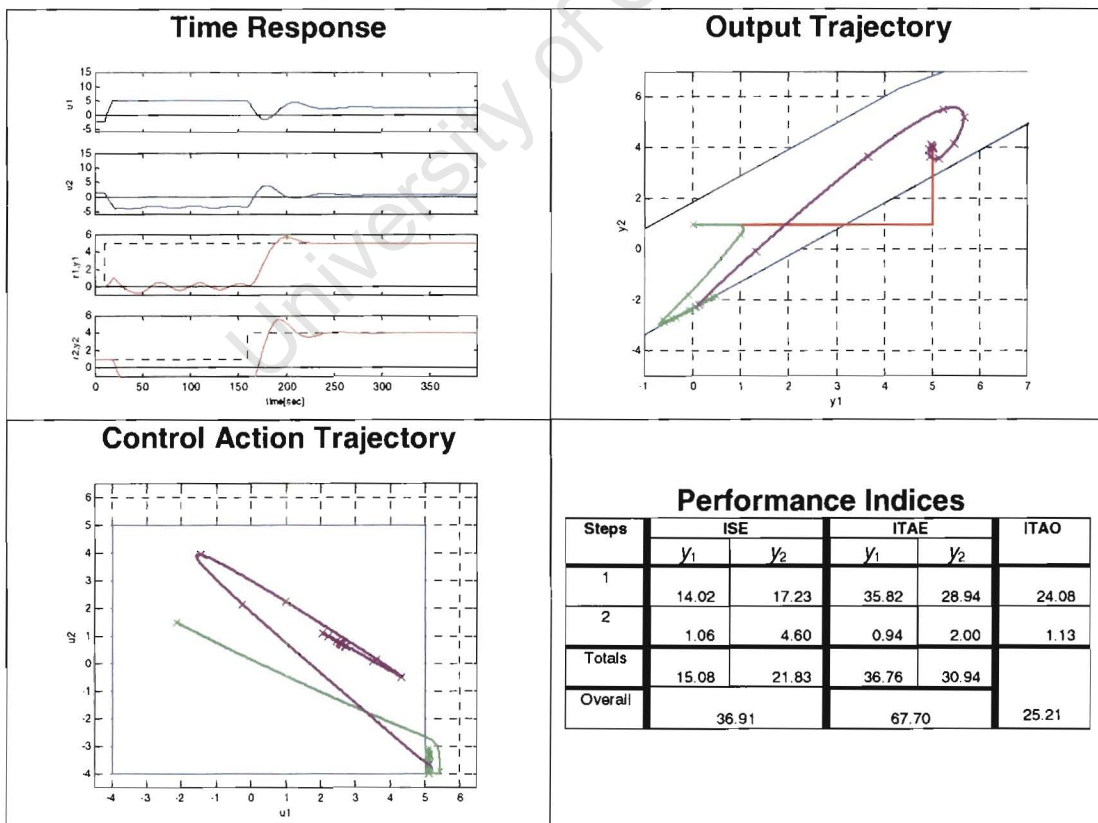 Time Response
15
10
5
0
-5
u1
15
10
5
0
-5
u2
6
4
2
0
r1,y1
6
4
2
0
r2,y2
0 50 100 150 200 250 300 350
time[sec]
Output Trajectory
6
4
2
0
-2
-4
y2
-1 0 1 2 3 4 5 6 7
y1
University of
Control Action Trajectory
6
5
4
3
2
1
0
-1
-2
-3
-4
u2
-4 -3 -2 -1 0 1 2 3 4 5 6
u1
Performance Indices
Steps ISE ITAE ITAO
y1 y2 y1 y2
1 14.02 17.23 35.82 28.94 24.08
2 1.06 4.60 0.94 2.00 1.13
Totals 15.08 21.83 36.76 30.94
Overall 36.91 67.70 25.21